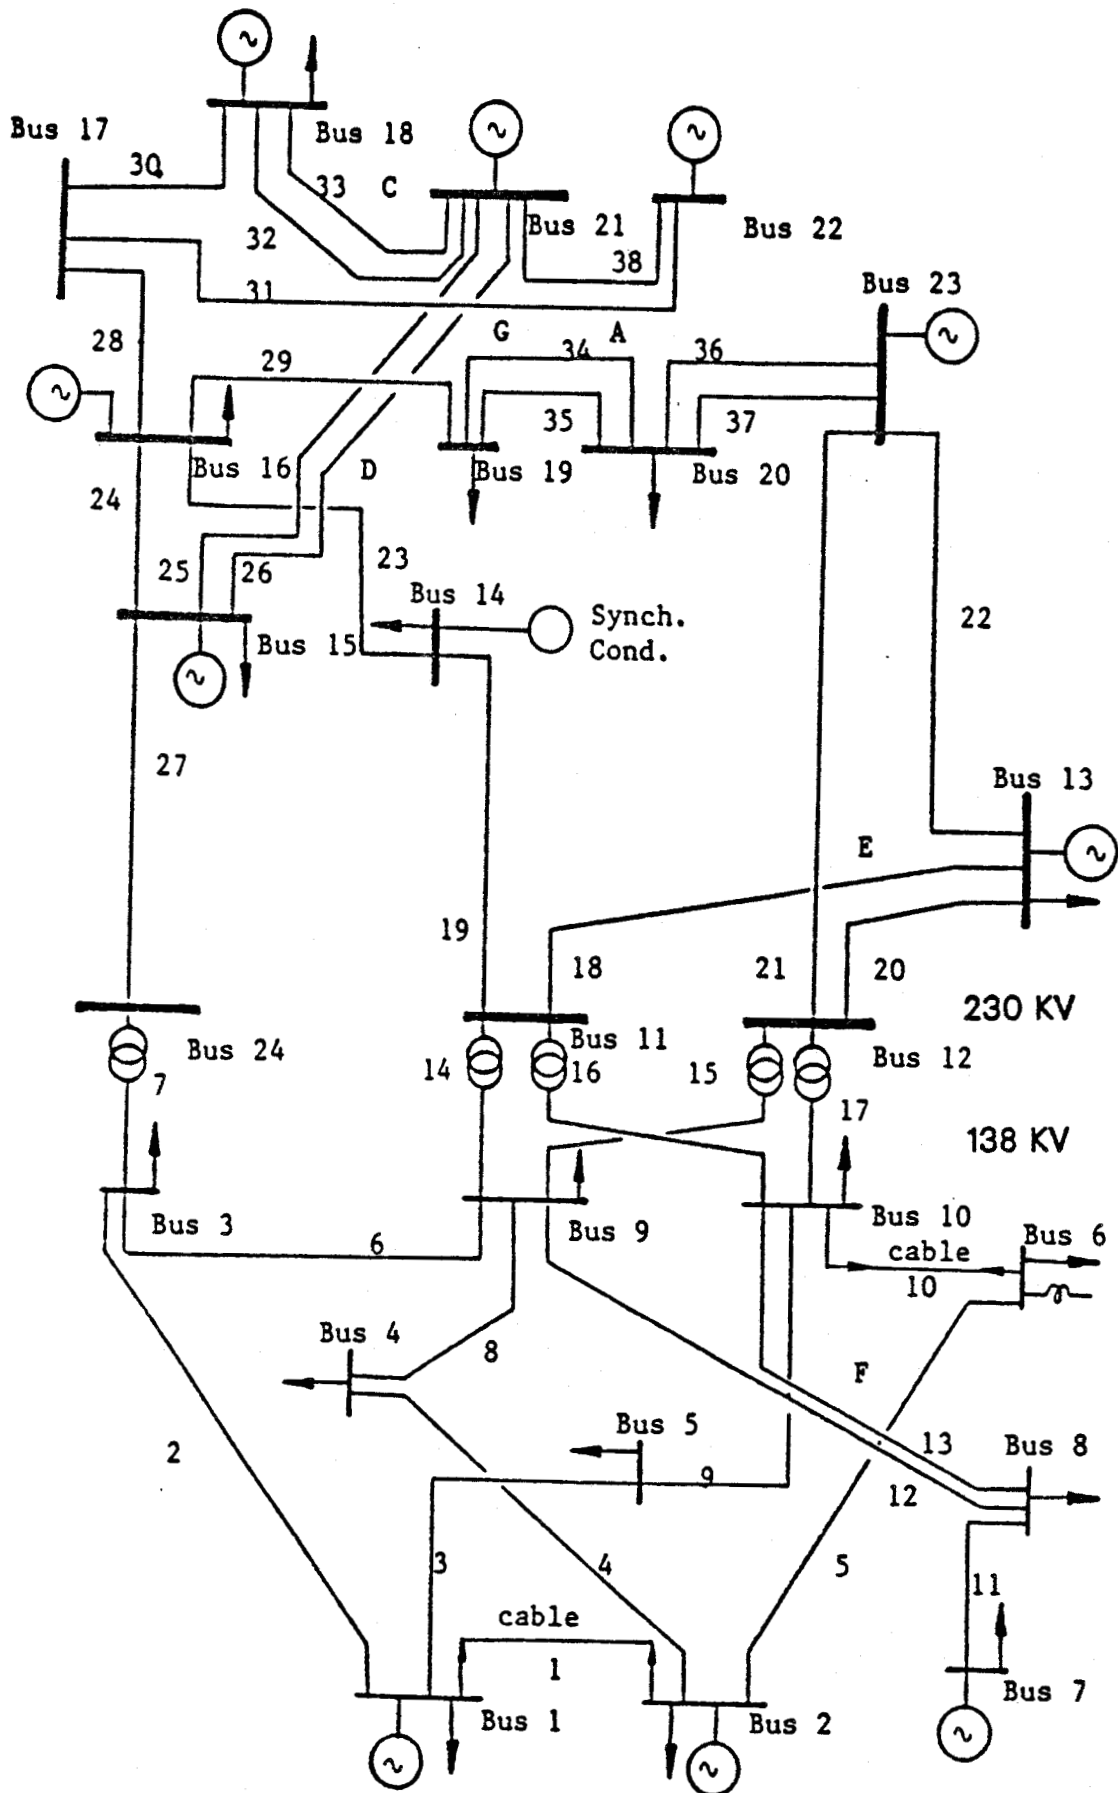 Bus 17
Bus 18
30
33
C
Bus 21
Bus 22
32
38
31
Bus 23
G
A
28
29
34
36
35
37
Bus 16
D
Bus 19
Bus 20
24
25
26
23
Bus 14
Synch.
Cond.
Bus 15
22
27
Bus 13
E
19
18
21
20
230 KV
Bus 24
Bus 11
Bus 12
7
14
16
15
17
138 KV
Bus 3
Bus 9
Bus 10
Bus 6
6
cable
10
Bus 4
8
F
2
Bus 5
13
Bus 8
9
12
3
4
5
11
cable
1
Bus 1
Bus 2
Bus 7